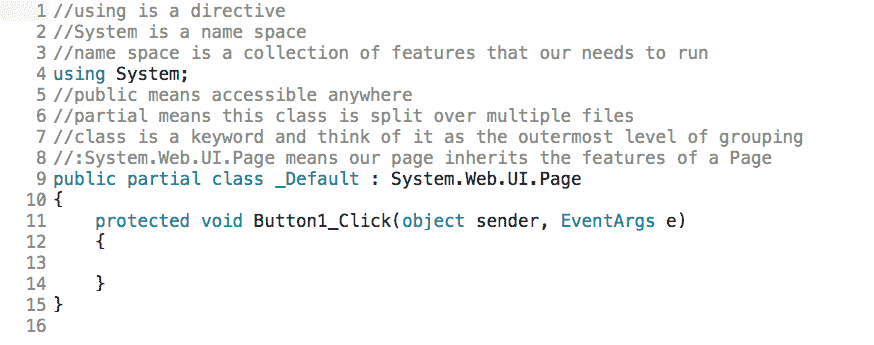 1 //using is a directive
2 //System is a name space
3 //name space is a collection of features that our needs to run
4 using System;
5 //public means accessible anywhere
6 //partial means this class is split over multiple files
7 //class is a keyword and think of it as the outermost level of grouping
8 //:System.Web.UI.Page means our page inherits the features of a Page
9 public partial class _Default : System.Web.UI.Page
10 {
11     protected void Button1_Click(object sender, EventArgs e)
12     {
13
14     }
15 }
16